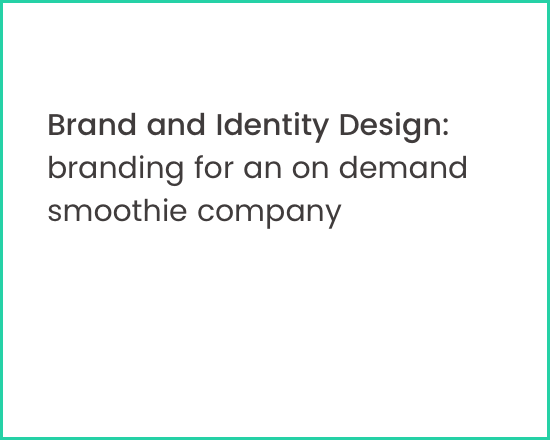 Brand and Identity Design:
branding for an on demand
smoothie company